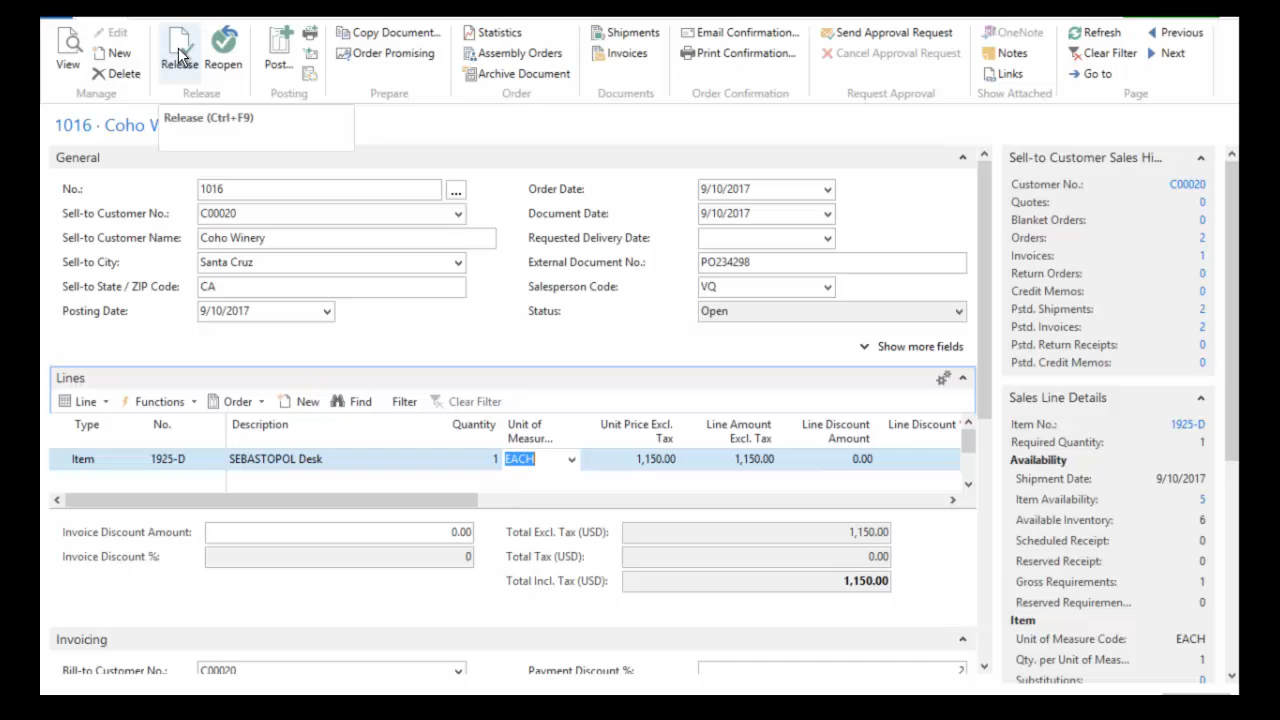 View
Edit
New
Delete
Manage
Release
Reopen
Release
Post...
Posting
Copy Document...
Order Promising
Prepare
Statistics
Assembly Orders
Archive Document
Order
Shipments
Invoices
Documents
Email Confirmation...
Print Confirmation...
Order Confirmation
Send Approval Request
Cancel Approval Request
Request Approval
OneNote
Notes
Links
Show Attached
Refresh
Clear Filter
Go to
Previous
Next
Page
Release (Ctrl+F9)
1016 · Coho
General
No.: 1016 ...
Sell-to Customer No.: C00020
Sell-to Customer Name: Coho Winery
Sell-to City: Santa Cruz
Sell-to State / ZIP Code: CA
Posting Date: 9/10/2017
Order Date: 9/10/2017
Document Date: 9/10/2017
Requested Delivery Date:
External Document No.: PO234298
Salesperson Code: VQ
Status: Open
Show more fields
Lines
Line Functions Order New Find Filter Clear Filter
Type No. Description Quantity Unit of Measur... Unit Price Excl. Tax Line Amount Excl. Tax Line Discount Amount Line Discount
Item 1925-D SEBASTOPOL Desk 1 EACH 1,150.00 1,150.00 0.00
Invoice Discount Amount: 0.00
Invoice Discount %: 0
Total Excl. Tax (USD): 1,150.00
Total Tax (USD): 0.00
Total Incl. Tax (USD): 1,150.00
Invoicing
Bill-to Customer No.: C00020
Payment Discount %: 2
Sell-to Customer Sales Hi...
Customer No.: C00020
Quotes: 0
Blanket Orders: 0
Orders: 2
Invoices: 1
Return Orders: 0
Credit Memos: 0
Pstd. Shipments: 2
Pstd. Invoices: 2
Pstd. Return Receipts: 0
Pstd. Credit Memos: 0
Sales Line Details
Item No.: 1925-D
Required Quantity: 1
Availability
Shipment Date: 9/10/2017
Item Availability: 5
Available Inventory: 6
Scheduled Receipt: 0
Reserved Receipt: 0
Gross Requirements: 1
Reserved Requiremen... 0
Item
Unit of Measure Code: EACH
Qty. per Unit of Meas... 1
Substitutions: 0